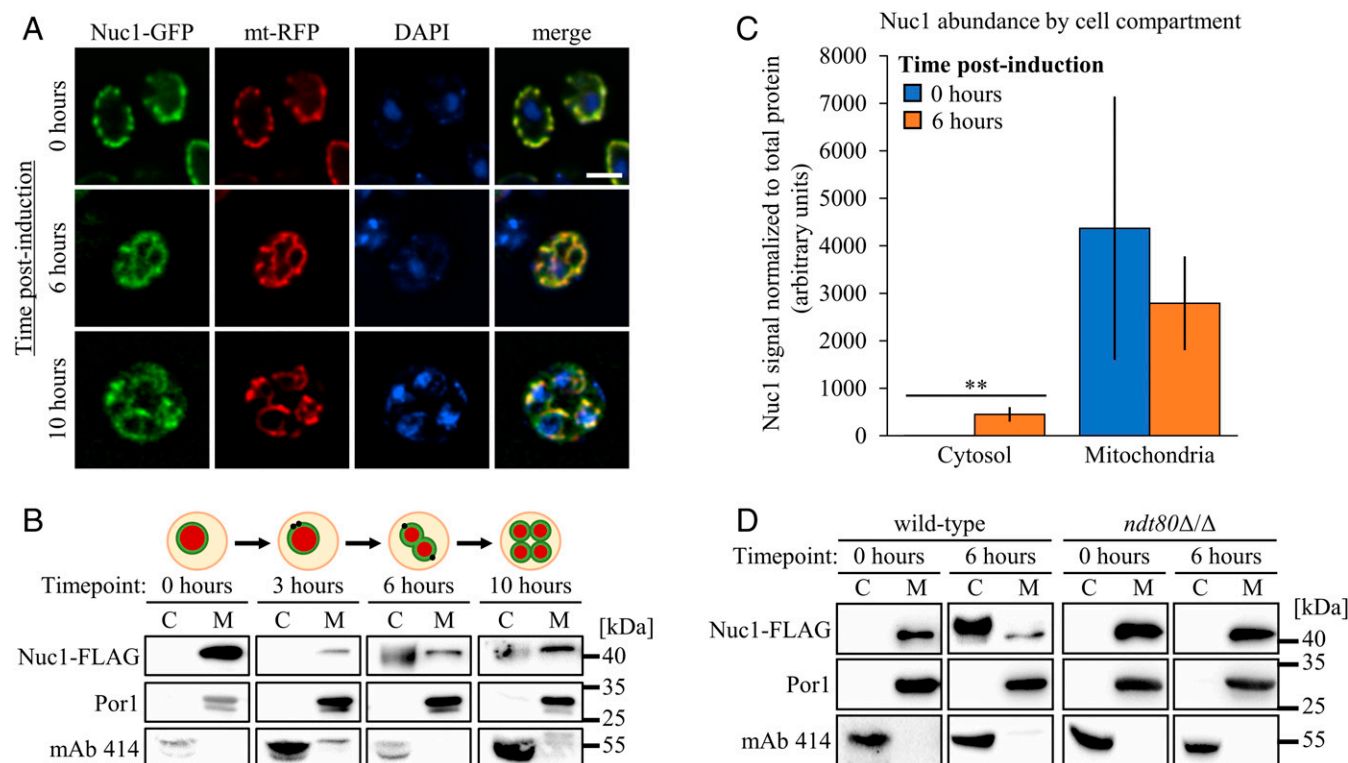 A
Nuc1-GFP mt-RFP DAPI merge
Time post-induction
0 hours
6 hours
10 hours
B
Timepoint: 0 hours 3 hours 6 hours 10 hours
C M C M C M C M [kDa]
Nuc1-FLAG 40
Por1 35
25
mAb 414 55
C
Nuc1 abundance by cell compartment
Nuc1 signal normalized to total protein
(arbitrary units)
8000
7000
6000
5000
4000
3000
2000
1000
0
Time post-induction
0 hours
6 hours
**
Cytosol Mitochondria
D
wild-type ndt80Δ/Δ
Timepoint: 0 hours 6 hours 0 hours 6 hours
C M C M C M C M [kDa]
Nuc1-FLAG 40
Por1 35
25
mAb 414 55